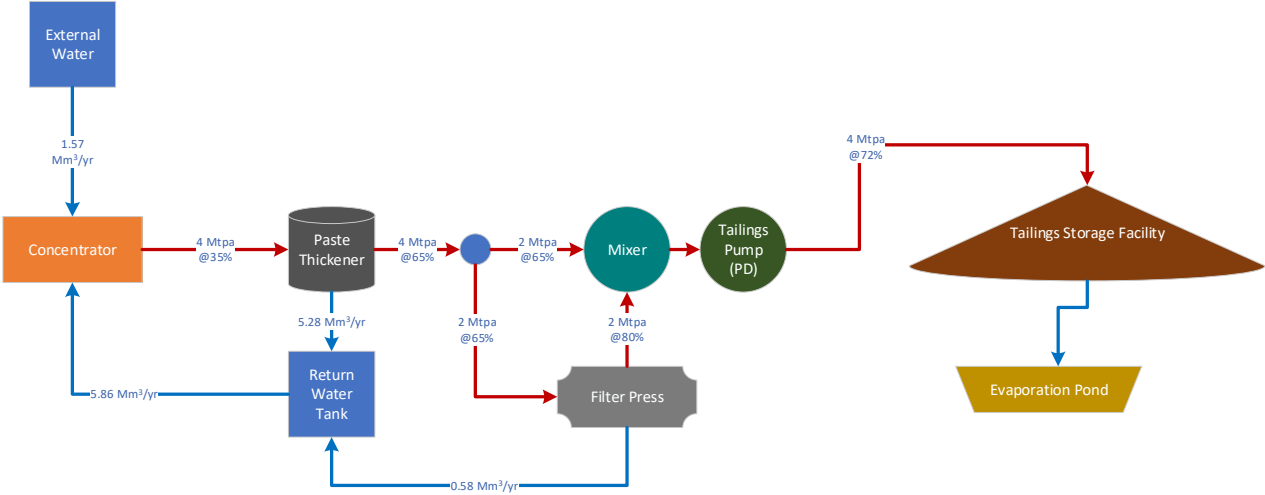 External
Water
1.57
Mm³/yr
Concentrator
4 Mtpa
@35%
Paste
Thickener
4 Mtpa
@65%
2 Mtpa
@65%
Mixer
Tailings
Pump
(PD)
4 Mtpa
@72%
Tailings Storage Facility
5.28 Mm³/yr
2 Mtpa
@65%
2 Mtpa
@80%
Return
Water
Tank
5.86 Mm³/yr
Filter Press
Evaporation Pond
0.58 Mm³/yr